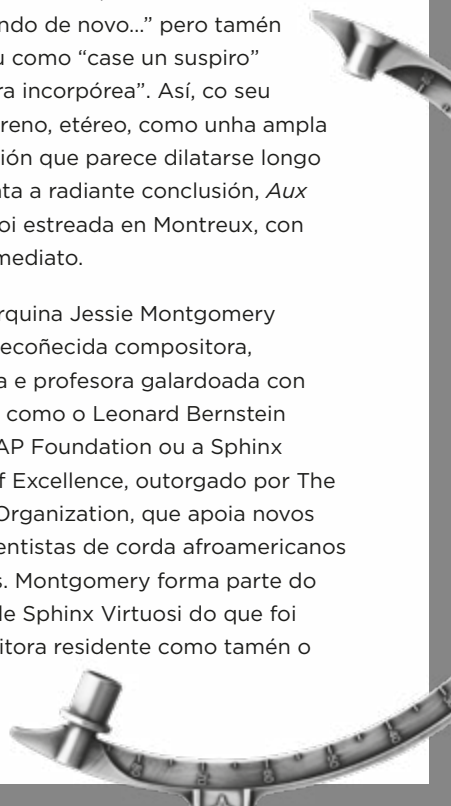 ndo de novo...” pero tamén
u como “case un suspiro”
ra incorpórea”. Así, co seu
reno, etéreo, como unha ampla
ión que parece dilatarse longo
ta a radiante conclusión, Aux
oi estreada en Montreux, con
mediato.
rquina Jessie Montgomery
ecoñecida compositora,
a e profesora galardoada con
como o Leonard Bernstein
AP Foundation ou a Sphinx
f Excellence, outorgado por The
Organization, que apoia novos
entistas de corda afroamericanos
s. Montgomery forma parte do
le Sphinx Virtuosi do que foi
itora residente como tamén o